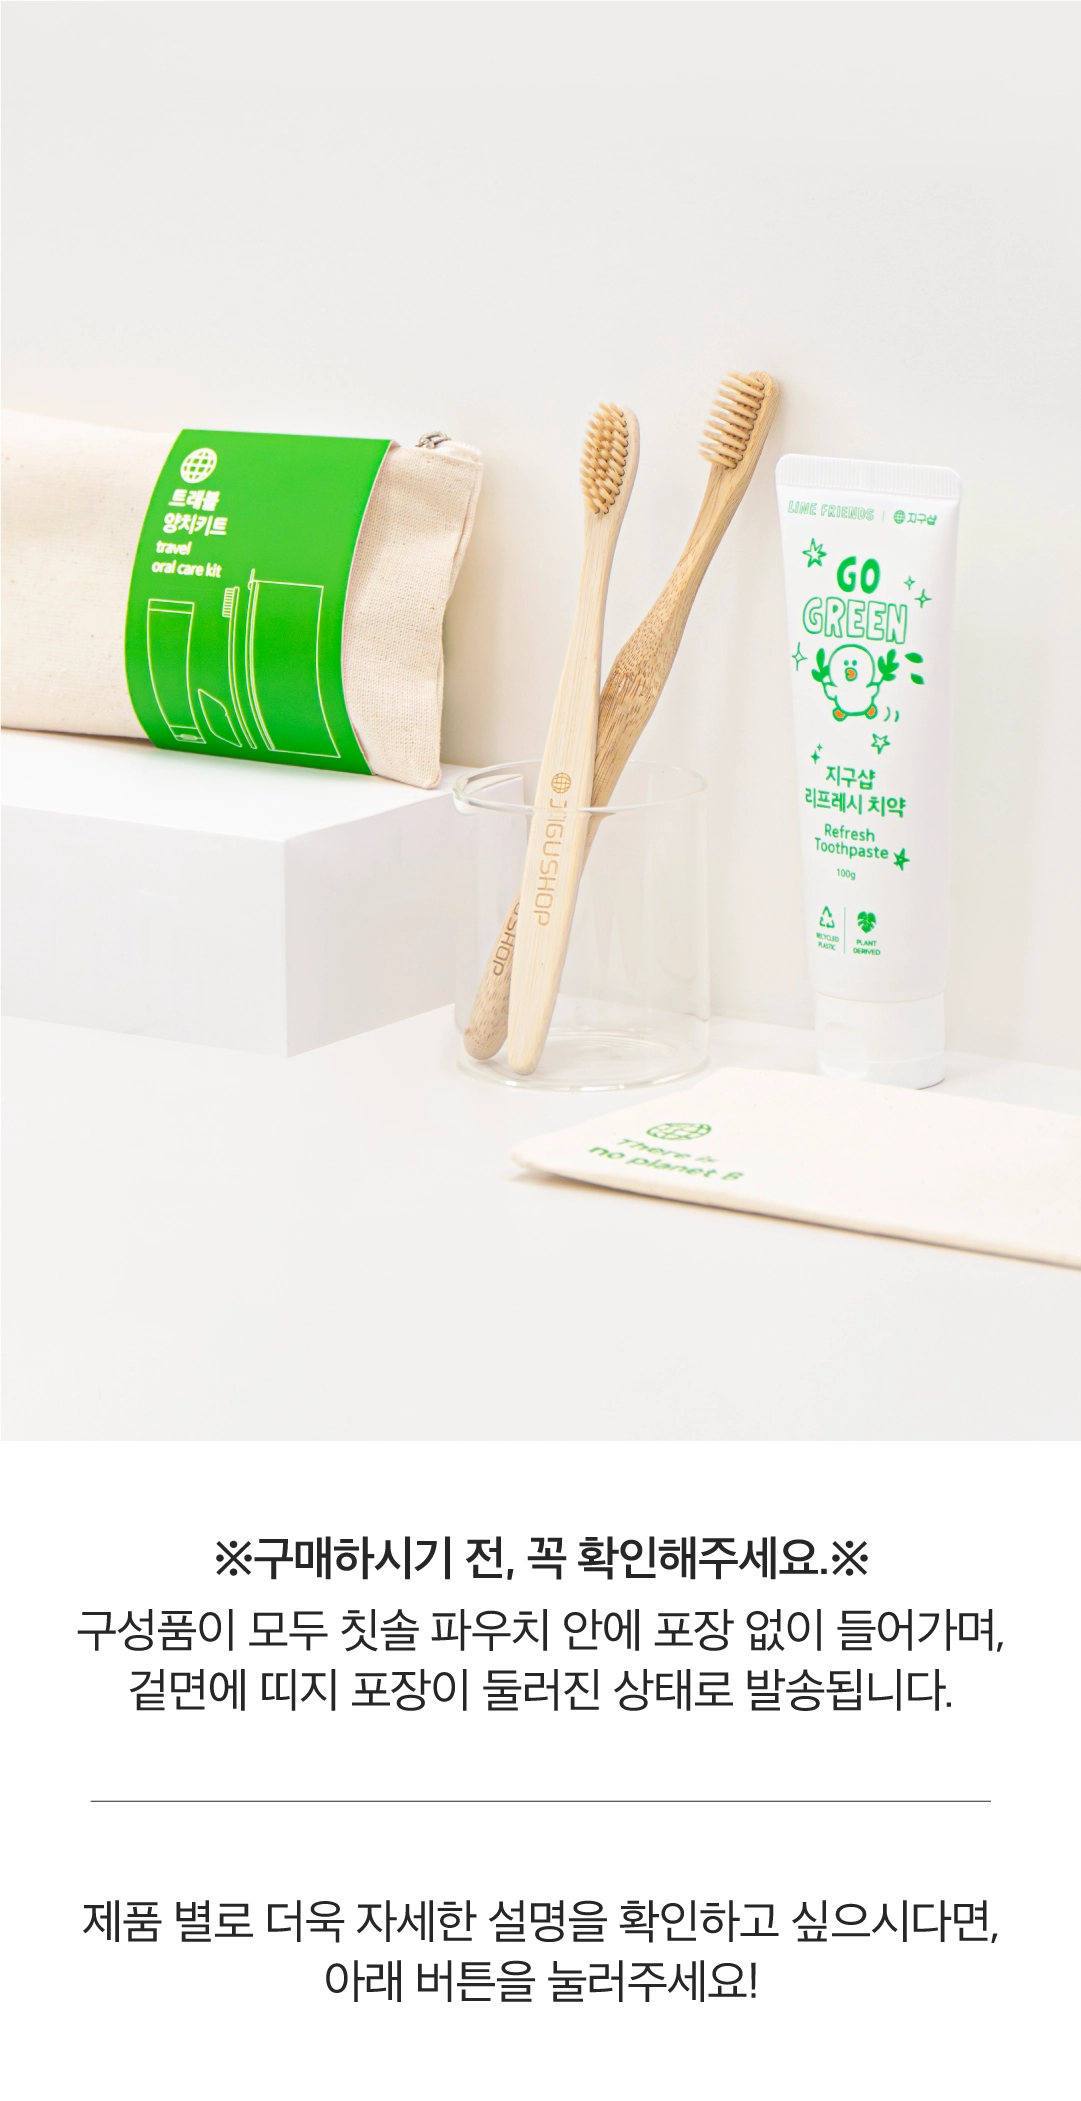 트래블
양치키트
travel
oral care kit
JIGUSHOP
USHOP
LINE FRIENDS | 지구샵
GO
GREEN
지구샵
리프레시 치약
Refresh
Toothpaste
100g
RECYCLED
PLASTIC
PLANT
DERIVED
There is
no planet B
※구매하시기 전, 꼭 확인해주세요.※
구성품이 모두 칫솔 파우치 안에 포장 없이 들어가며,
겉면에 띠지 포장이 둘러진 상태로 발송됩니다.
제품 별로 더욱 자세한 설명을 확인하고 싶으시다면,
아래 버튼을 눌러주세요!